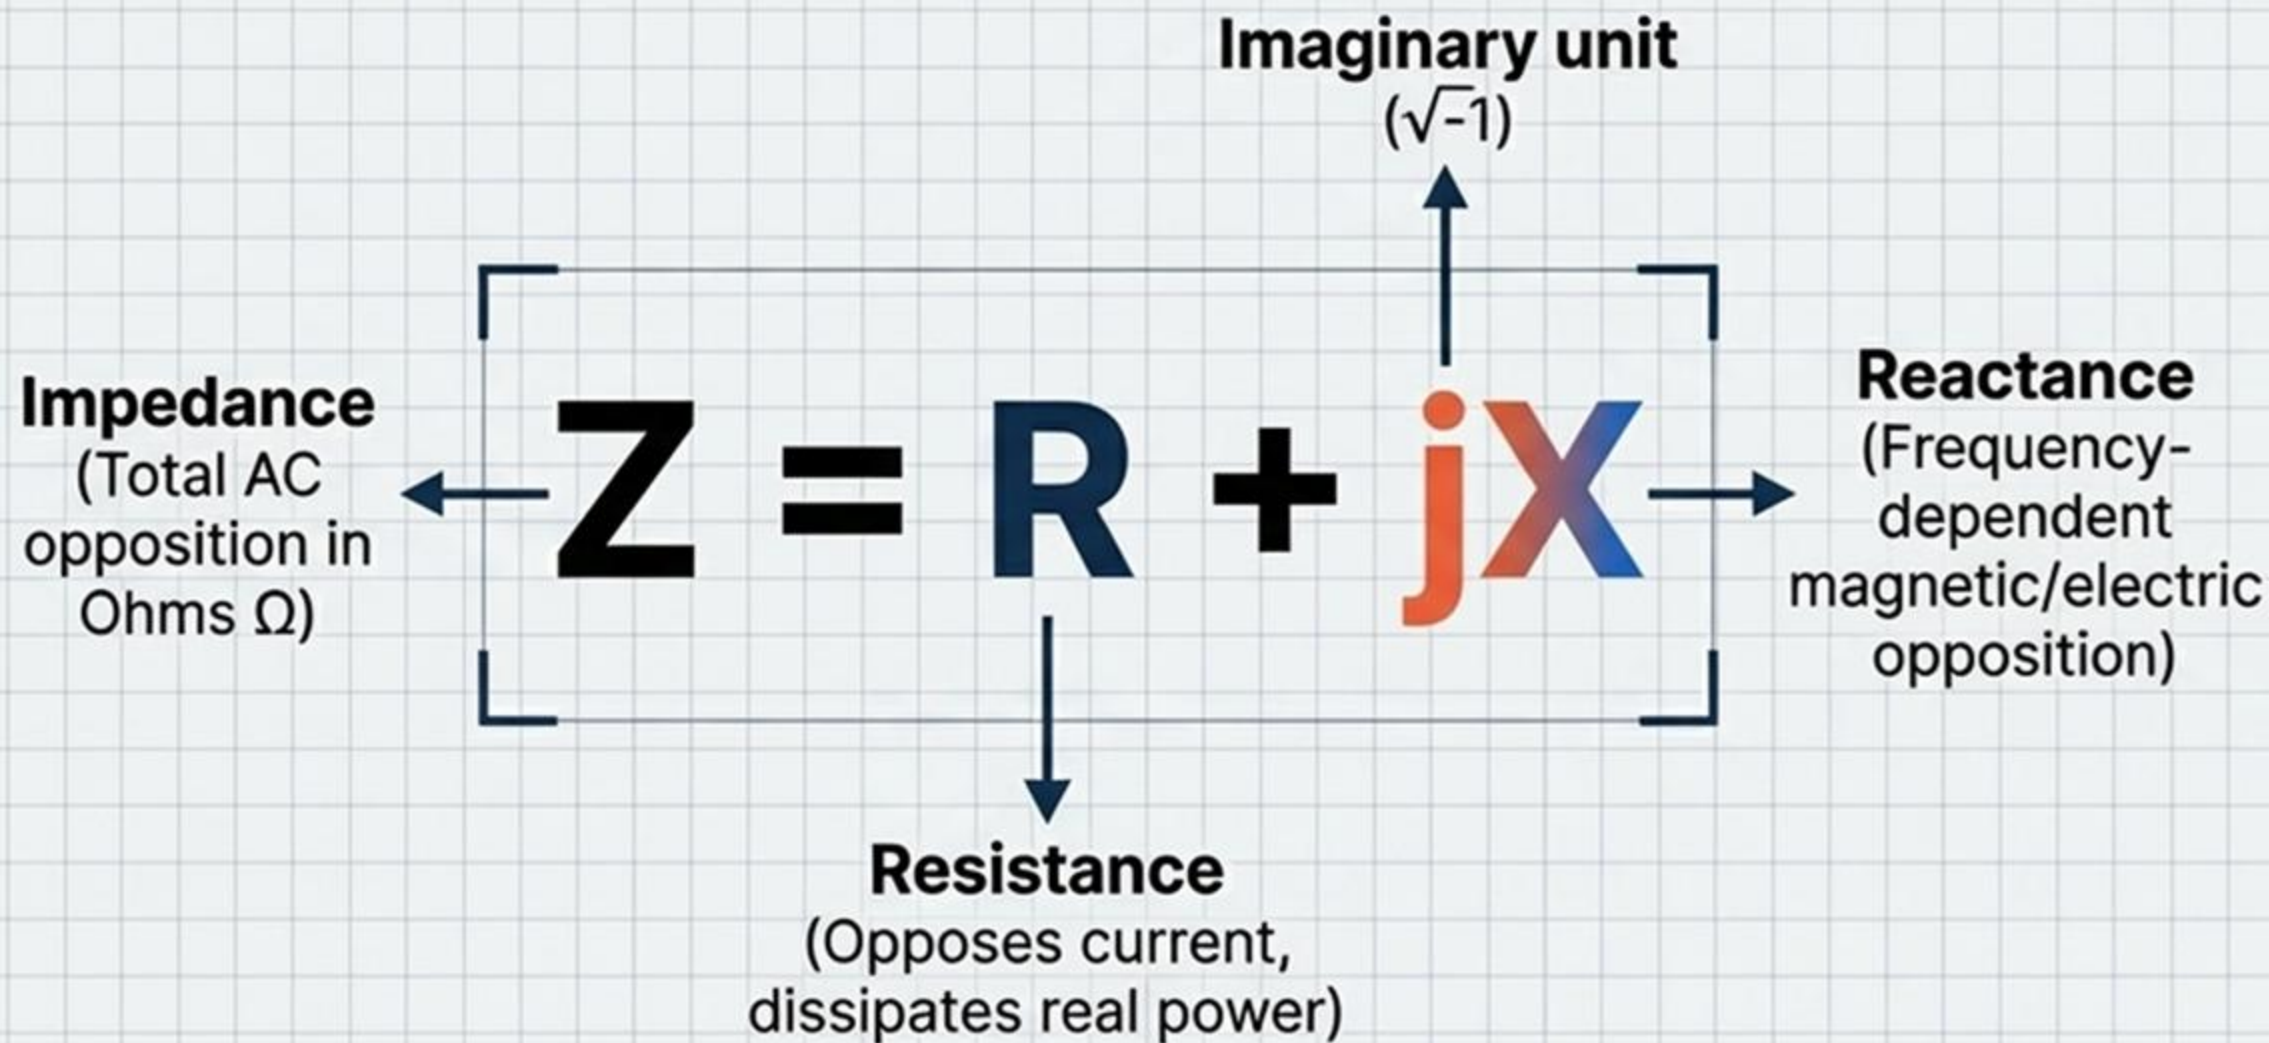 Imaginary unit
(√-1)
Impedance
(Total AC
opposition in
Ohms Ω)
Z = R + jX
Reactance
(Frequency-
dependent
magnetic/electric
opposition)
Resistance
(Opposes current,
dissipates real power)